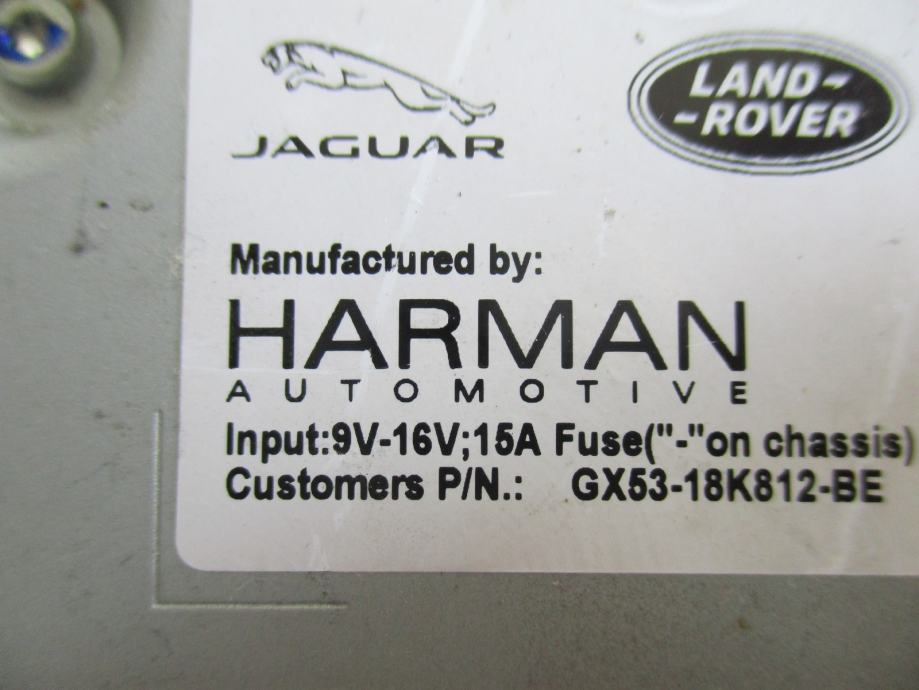 JAGUAR
LAND-
-ROVER
Manufactured by:
HARMAN
AUTOMOTIVE
Input:9V-16V;15A Fuse("-"on chassis)
Customers P/N.: GX53-18K812-BE